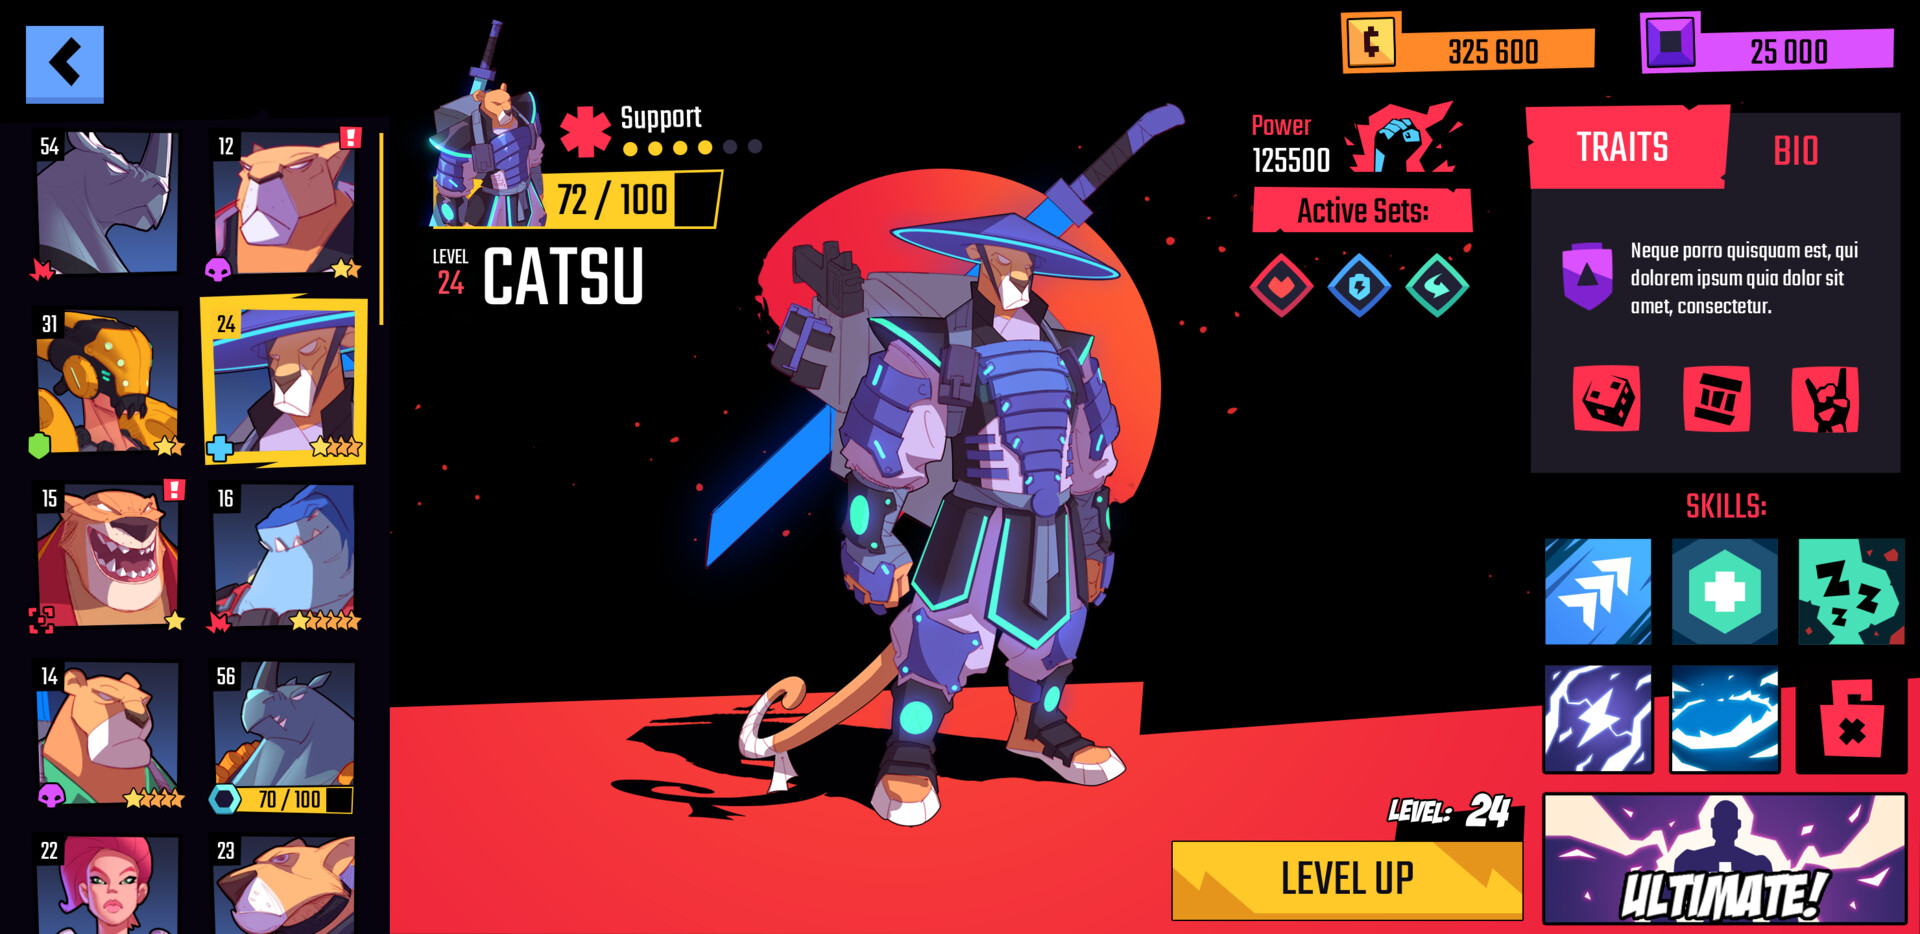 325 600
25 000
54
12
!
31
24
15
!
16
14
56
70 / 100
22
23
Support
72 / 100
LEVEL
24
CATSU
Power
125500
Active Sets:
TRAITS
BIO
Neque porro quisquam est, qui
dolorem ipsum quia dolor sit
amet, consectetur.
SKILLS:
Z
Z
Z
LEVEL: 24
LEVEL UP
ULTIMATE!